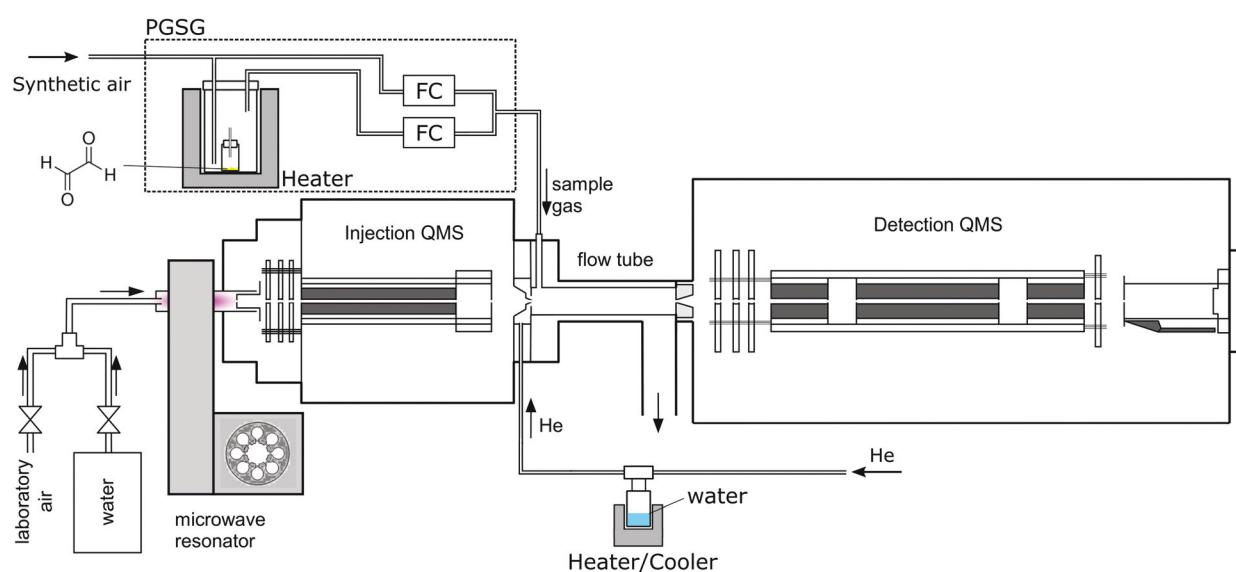 PGSG
Synthetic air
FC
FC
H
O
O
H
Heater
sample
gas
Injection QMS
flow tube
Detection QMS
He
He
laboratory
air
water
microwave
resonator
water
Heater/Cooler